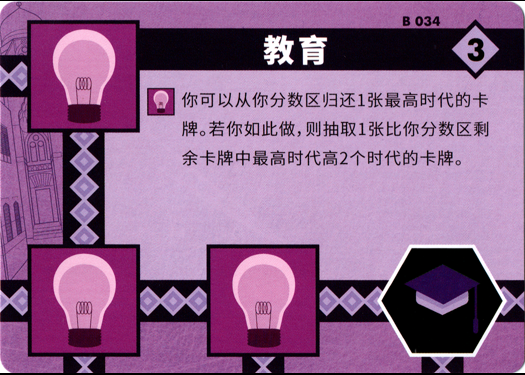 B 034
教育
3
你可以从你分数区归还1张最高时代的卡
牌。若你如此做，则抽取1张比你分数区剩
余卡牌中最高时代高2个时代的卡牌。